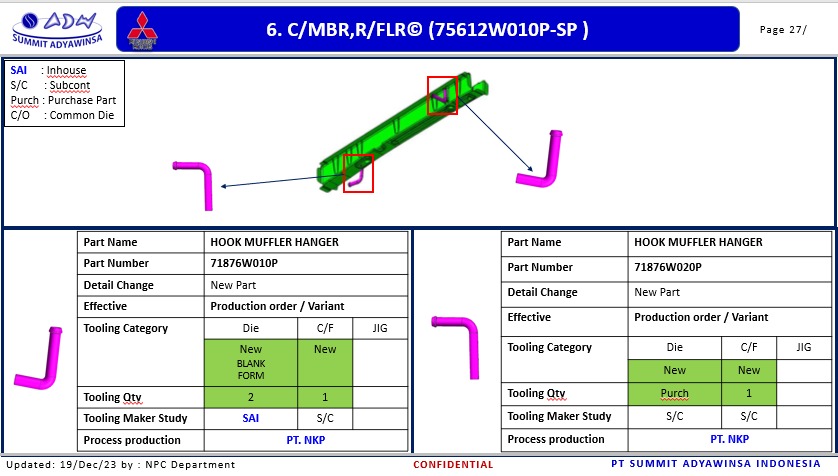 ADW
SUMMIT ADYAWINSA
6. C/MBR,R/FLR© (75612W010P-SP )
Page 27/
SAI : Inhouse
S/C : Subcont
Purch : Purchase Part
C/O : Common Die
Part Name HOOK MUFFLER HANGER
Part Number 71876W010P
Detail Change New Part
Effective Production order / Variant
Tooling Category Die C/F JIG
New New
BLANK
FORM
Tooling Qty 2 1
Tooling Maker Study SAI S/C
Process production PT. NKP
Part Name HOOK MUFFLER HANGER
Part Number 71876W020P
Detail Change New Part
Effective Production order / Variant
Tooling Category Die C/F JIG
New New
Tooling Qty Purch 1
Tooling Maker Study S/C S/C
Process production PT. NKP
Updated: 19/Dec/23 by : NPC Department
CONFIDENTIAL
PT SUMMIT ADYAWINSA INDONESIA